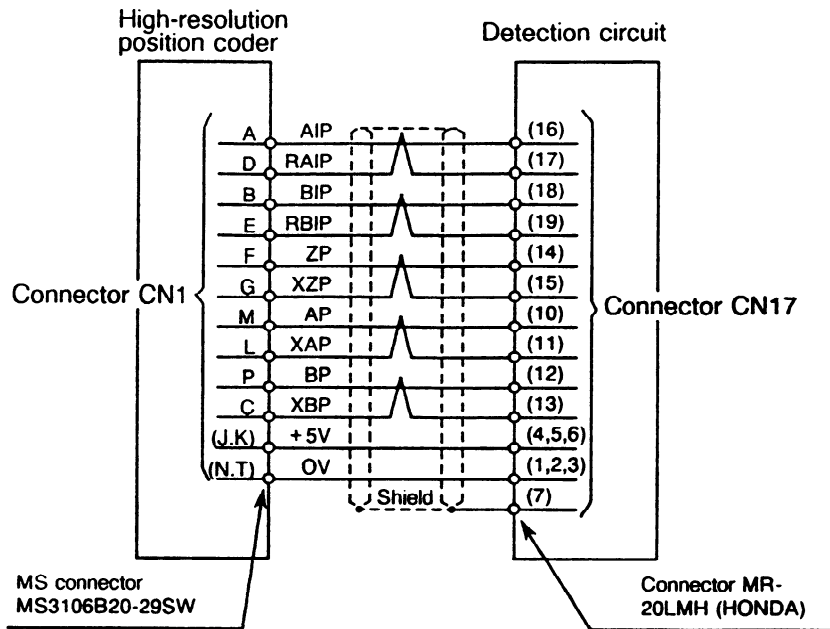 High-resolution
position coder
Detection circuit
A AIP (16)
D RAIP (17)
B BIP (18)
E RBIP (19)
F ZP (14)
G XZP (15)
Connector CN1
Connector CN17
M AP (10)
L XAP (11)
P BP (12)
C XBP (13)
(J.K) +5V (4,5,6)
(N.T) OV (1,2,3)
Shield (7)
MS connector
MS3106B20-29SW
Connector MR-
20LMH (HONDA)